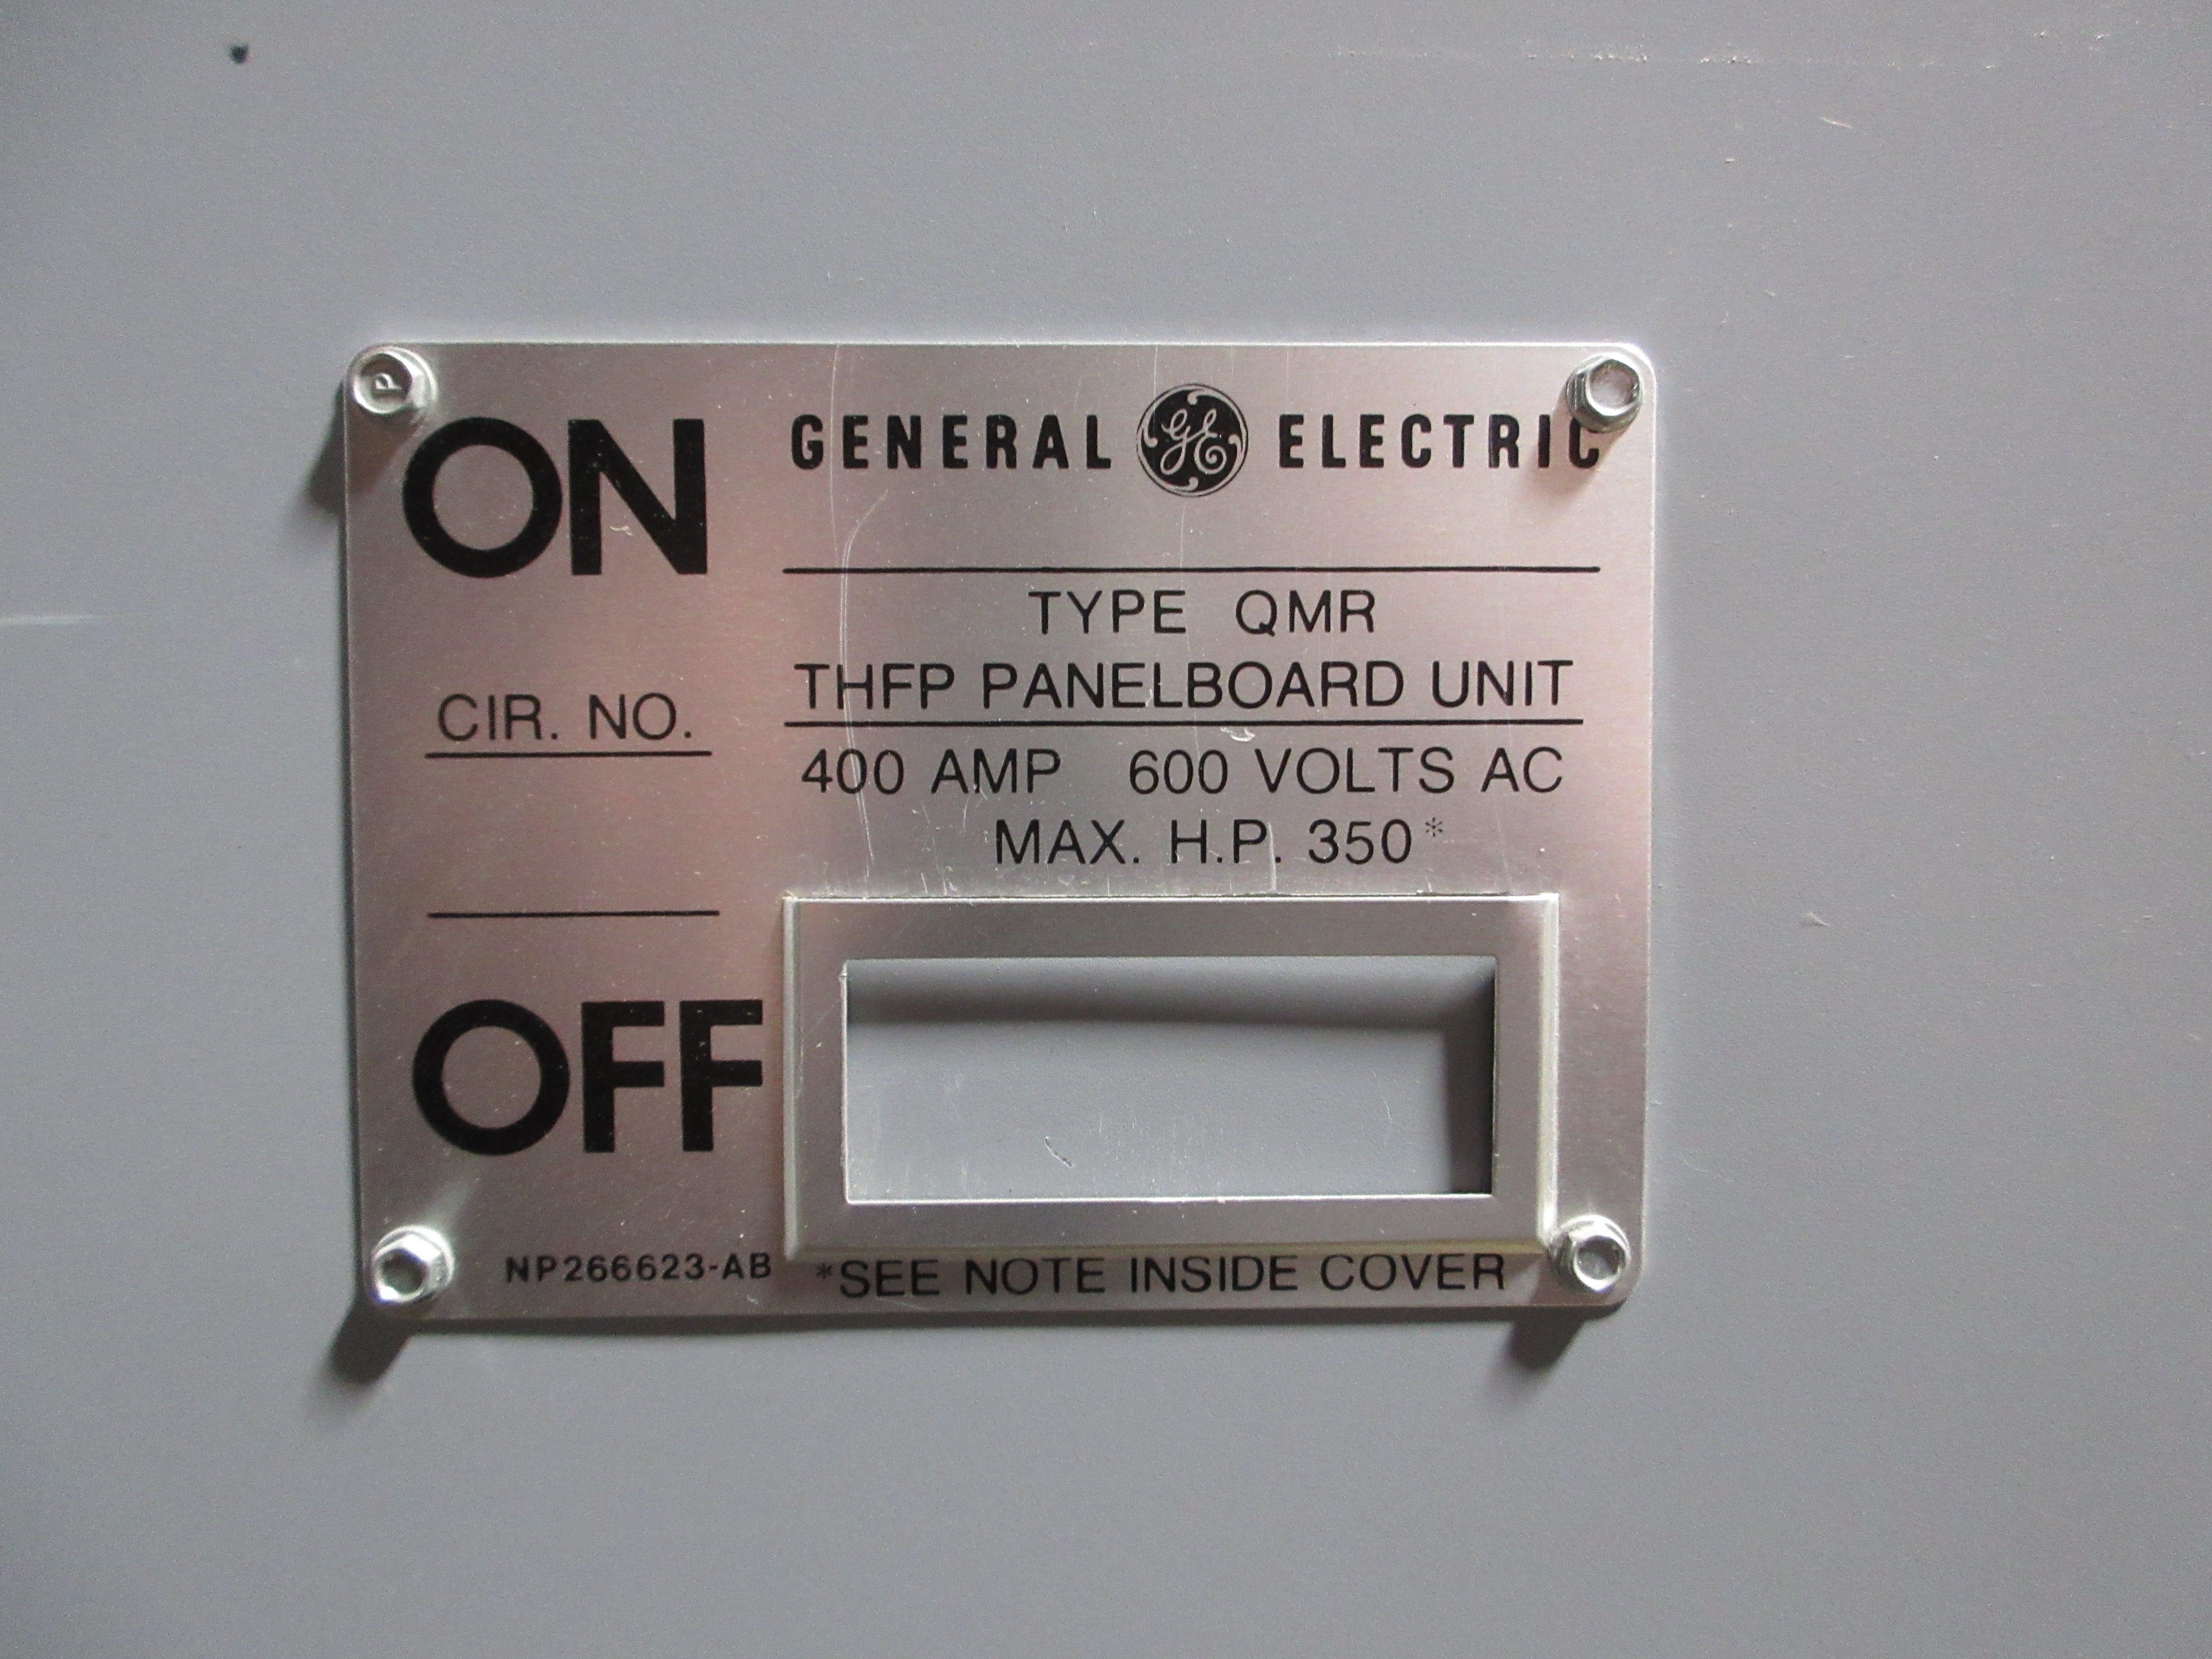 ON
GENERAL GE ELECTRIC
TYPE QMR
THFP PANELBOARD UNIT
CIR. NO.
400 AMP 600 VOLTS AC
MAX. H.P. 350*
OFF
NP266623-AB
*SEE NOTE INSIDE COVER
P